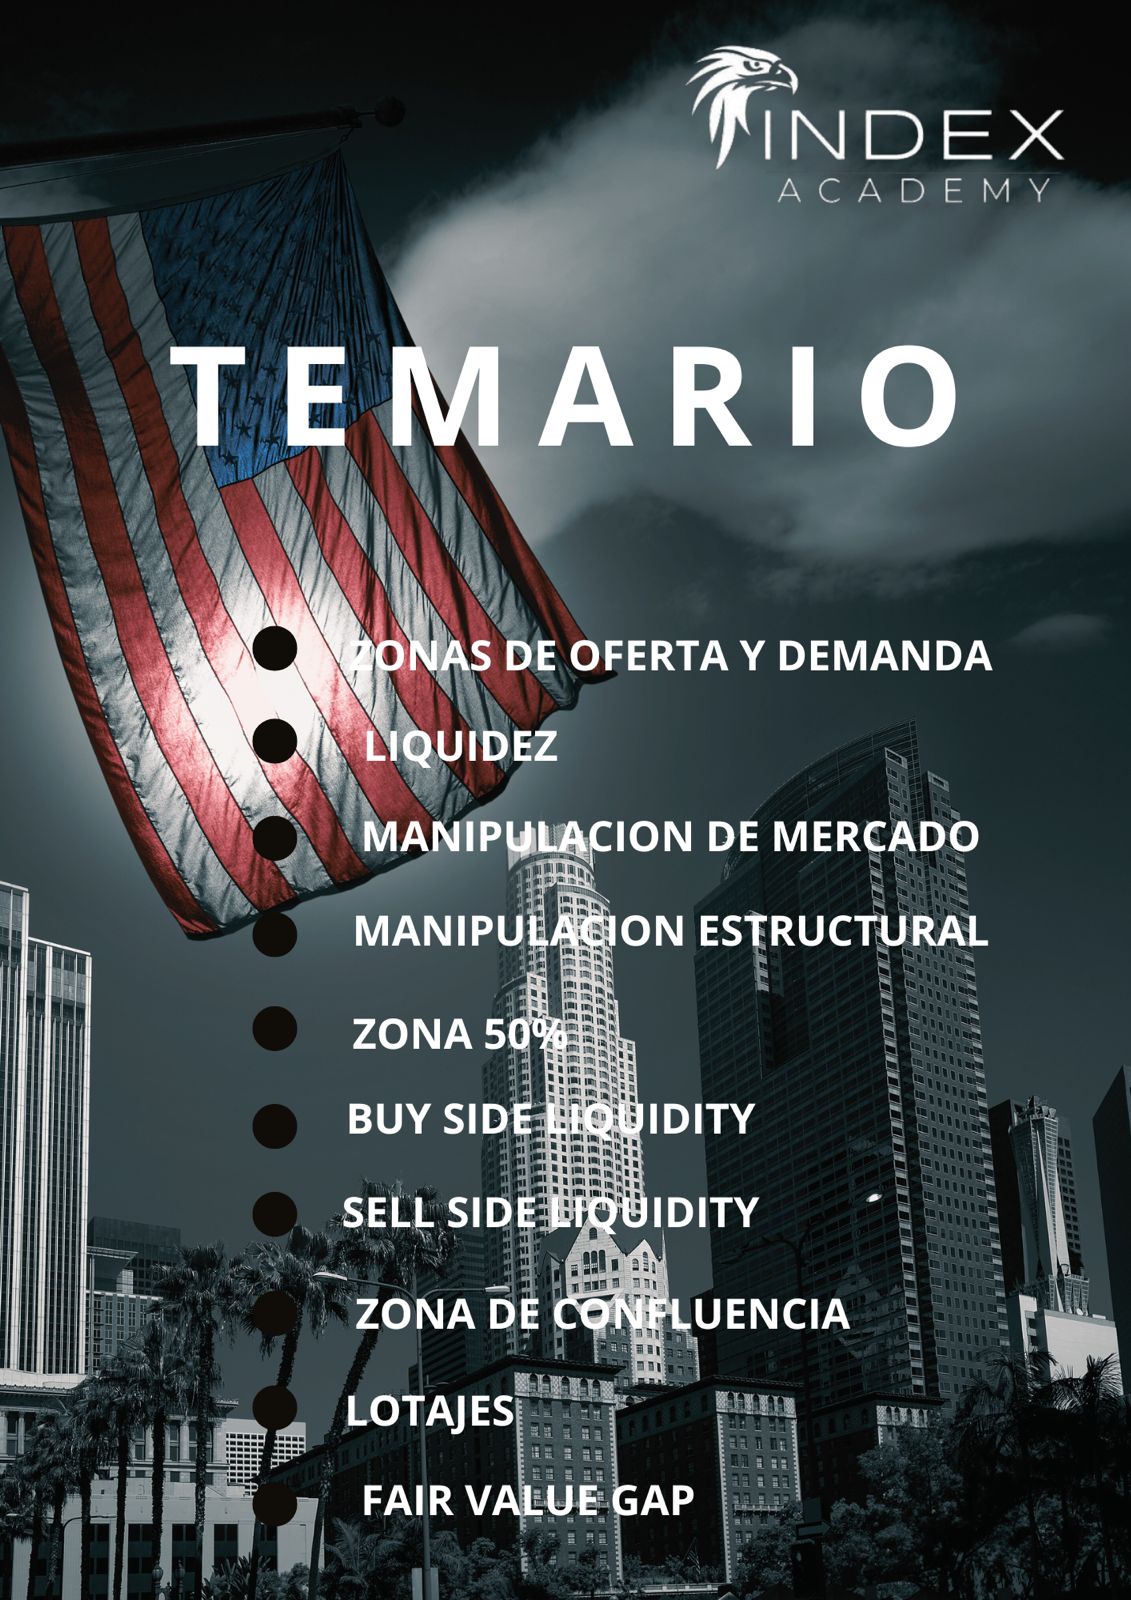 INDEX
ACADEMY
TEMARIO
ZONAS DE OFERTA Y DEMANDA
LIQUIDEZ
MANIPULACION DE MERCADO
MANIPULACION ESTRUCTURAL
ZONA 50%
BUY SIDE LIQUIDITY
SELL SIDE LIQUIDITY
ZONA DE CONFLUENCIA
LOTAJES
FAIR VALUE GAP